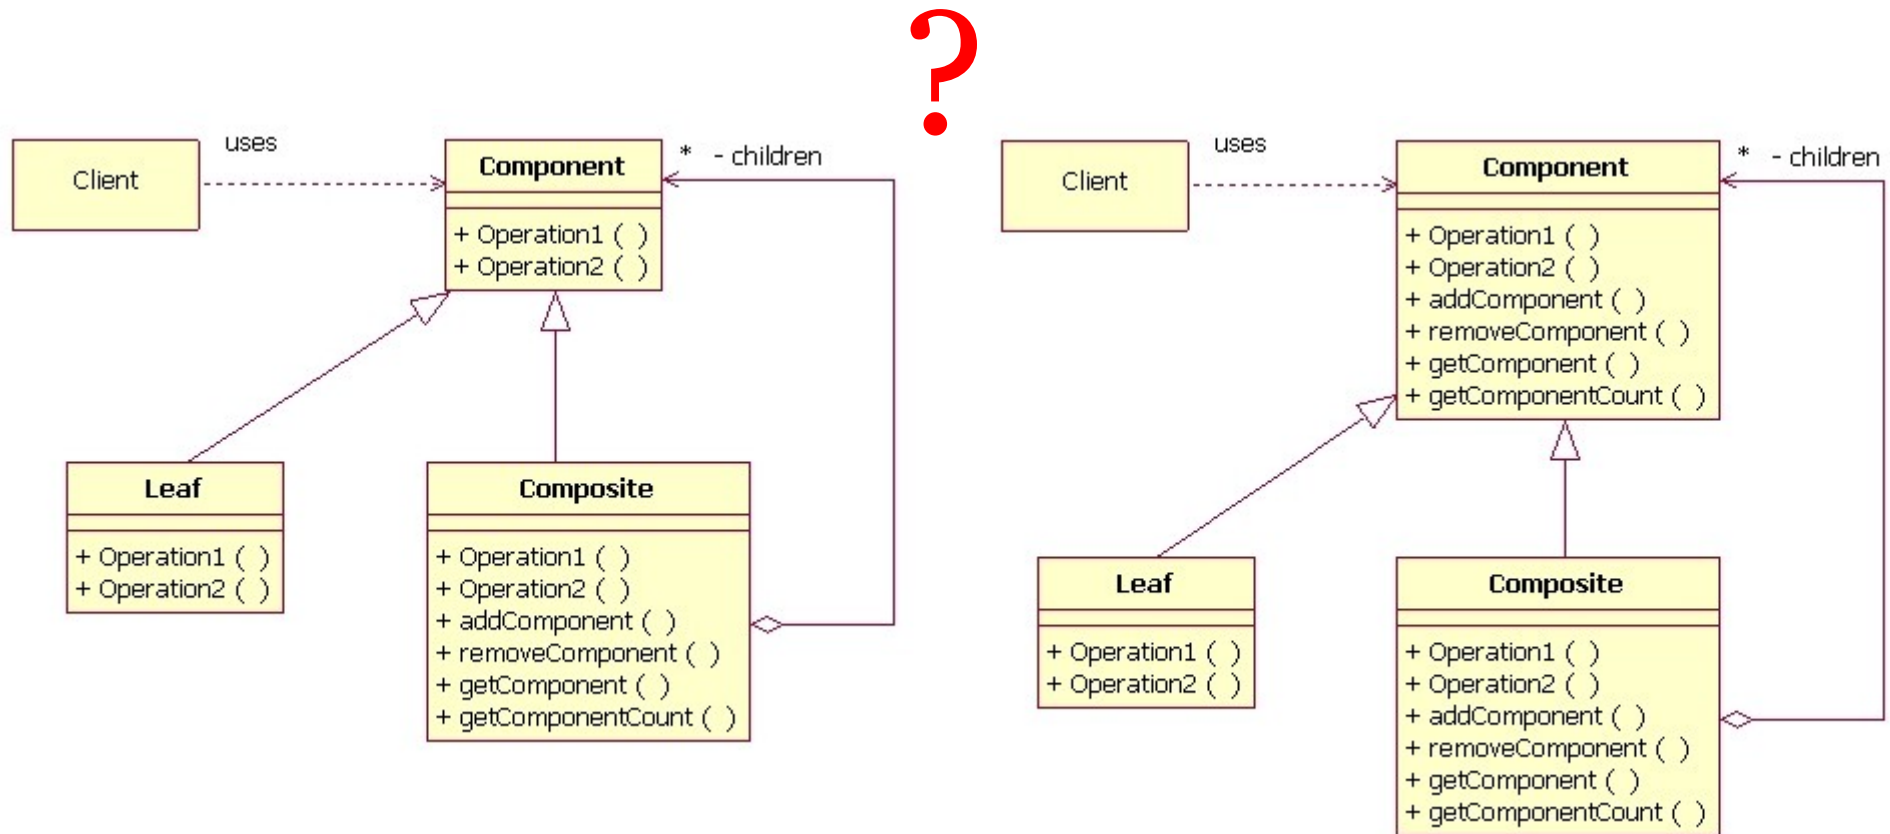 ?
Client
uses
Component
+ Operation1 ( )
+ Operation2 ( )
* - children
Leaf
+ Operation1 ( )
+ Operation2 ( )
Composite
+ Operation1 ( )
+ Operation2 ( )
+ addComponent ( )
+ removeComponent ( )
+ getComponent ( )
+ getComponentCount ( )
Client
uses
Component
+ Operation1 ( )
+ Operation2 ( )
+ addComponent ( )
+ removeComponent ( )
+ getComponent ( )
+ getComponentCount ( )
* - children
Leaf
+ Operation1 ( )
+ Operation2 ( )
Composite
+ Operation1 ( )
+ Operation2 ( )
+ addComponent ( )
+ removeComponent ( )
+ getComponent ( )
+ getComponentCount ( )